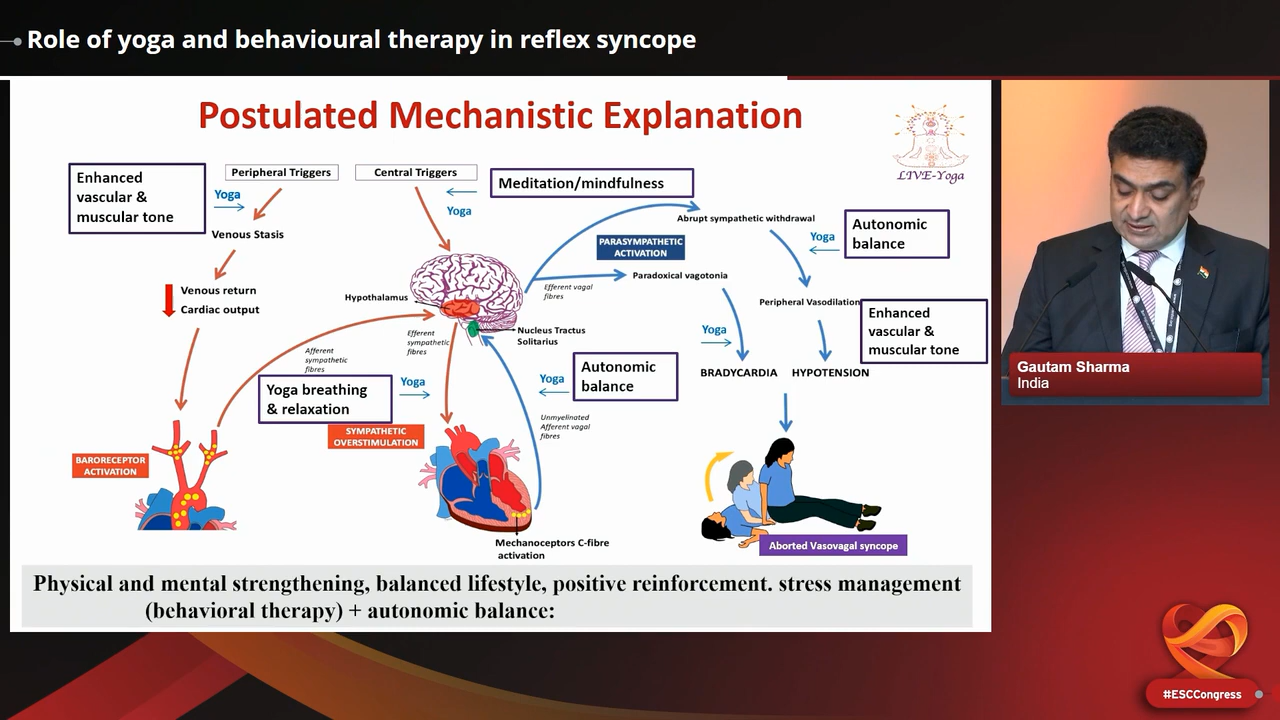 Role of yoga and behavioural therapy in reflex syncope
Postulated Mechanistic Explanation
LIVE-Yoga
Enhanced
vascular &
muscular tone
Yoga
Peripheral Triggers
Central Triggers
Yoga
Meditation/mindfulness
Venous Stasis
Abrupt sympathetic withdrawal
Yoga
Autonomic
balance
PARASYMPATHETIC
ACTIVATION
Paradoxical vagotonia
Efferent vagal
fibres
Venous return
Cardiac output
Hypothalamus
Peripheral Vasodilation
Enhanced
vascular &
muscular tone
Nucleus Tractus
Solitarius
Efferent
sympathetic
fibres
Afferent
sympathetic
fibres
Yoga
BRADYCARDIA
HYPOTENSION
Yoga breathing
& relaxation
Yoga
Yoga
Autonomic
balance
Unmyelinated
Afferent vagal
fibres
SYMPATHETIC
OVERSTIMULATION
BARORECEPTOR
ACTIVATION
Mechanoceptors C-fibre
activation
Aborted Vasovagal syncope
Physical and mental strengthening, balanced lifestyle, positive reinforcement. stress management
(behavioral therapy) + autonomic balance:
Gautam Sharma
India
#ESCCongress